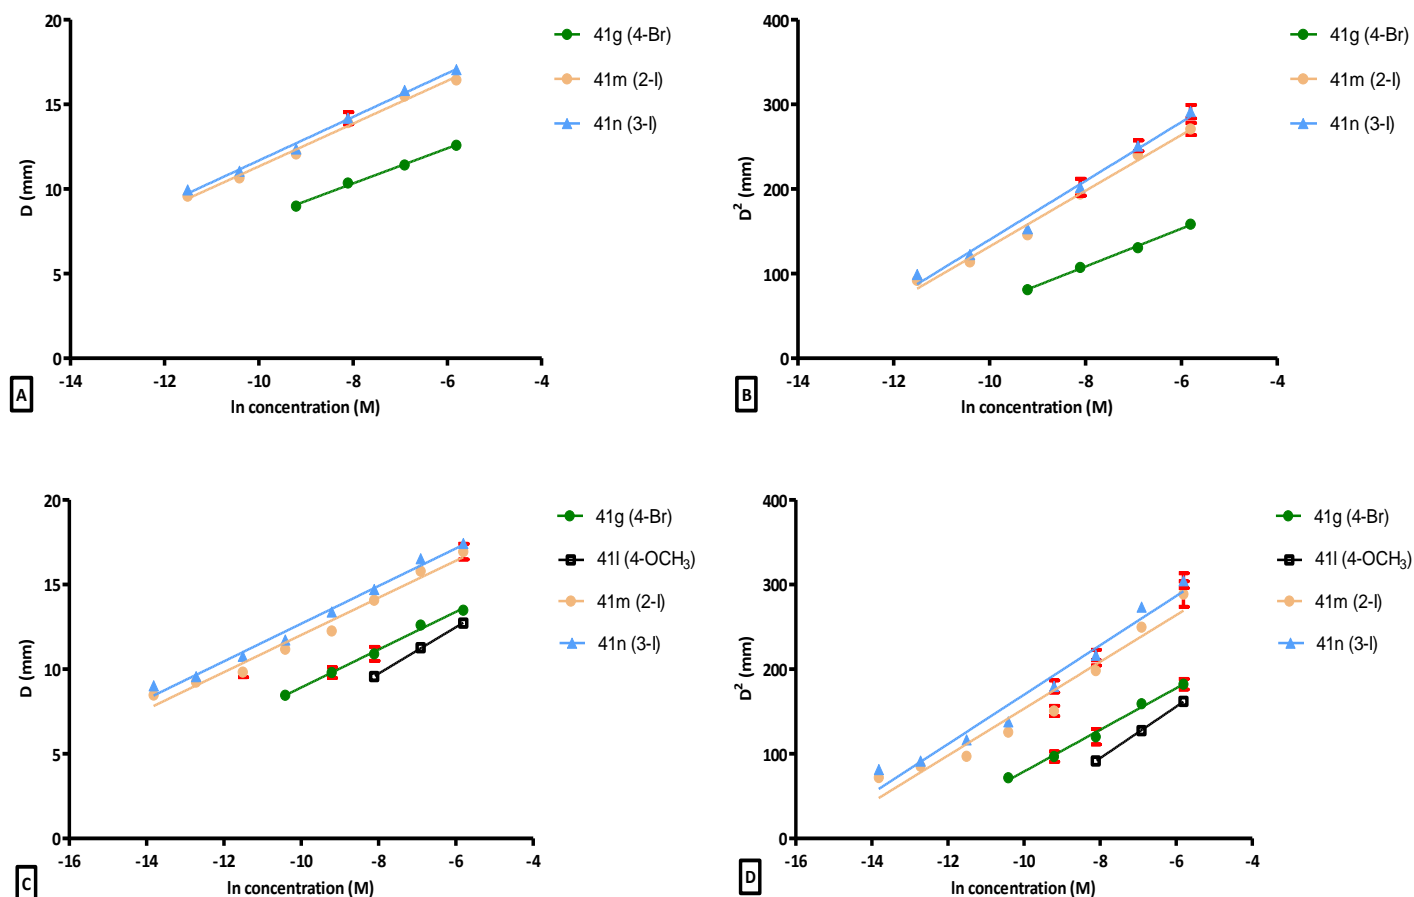 20
15
10
5
0
D (mm)
-14 -12 -10 -8 -6 -4
ln concentration (M)
A
41g (4-Br)
41m (2-I)
41n (3-I)
400
300
200
100
0
D² (mm)
-14 -12 -10 -8 -6 -4
ln concentration (M)
B
41g (4-Br)
41m (2-I)
41n (3-I)
20
15
10
5
0
D (mm)
-16 -14 -12 -10 -8 -6 -4
ln concentration (M)
C
41g (4-Br)
41l (4-OCH₃)
41m (2-I)
41n (3-I)
400
300
200
100
0
D² (mm)
-16 -14 -12 -10 -8 -6 -4
ln concentration (M)
D
41g (4-Br)
41l (4-OCH₃)
41m (2-I)
41n (3-I)